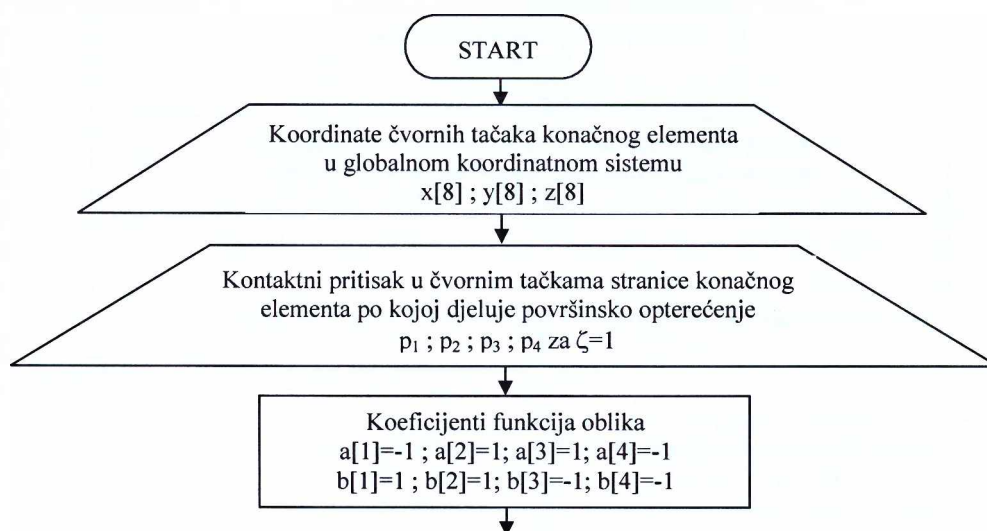 START
Koordinate čvornih tačaka konačnog elementa
u globalnom koordinatnom sistemu
x[8] ; y[8] ; z[8]
Kontaktni pritisak u čvornim tačkama stranice konačnog
elementa po kojoj djeluje površinsko opterećenje
p₁ ; p₂ ; p₃ ; p₄ za ζ=1
Koeficijenti funkcija oblika
a[1]=-1 ; a[2]=1; a[3]=1; a[4]=-1
b[1]=1 ; b[2]=1; b[3]=-1; b[4]=-1